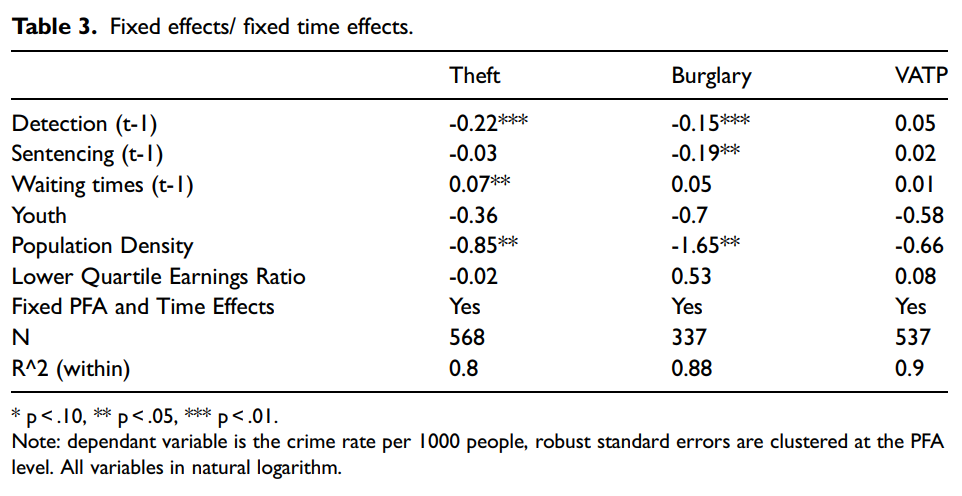 Table 3. Fixed effects/ fixed time effects.
Theft Burglary VATP
Detection (t-1) -0.22*** -0.15*** 0.05
Sentencing (t-1) -0.03 -0.19** 0.02
Waiting times (t-1) 0.07** 0.05 0.01
Youth -0.36 -0.7 -0.58
Population Density -0.85** -1.65** -0.66
Lower Quartile Earnings Ratio -0.02 0.53 0.08
Fixed PFA and Time Effects Yes Yes Yes
N 568 337 537
R^2 (within) 0.8 0.88 0.9
* p < .10, ** p < .05, *** p < .01.
Note: dependant variable is the crime rate per 1000 people, robust standard errors are clustered at the PFA
level. All variables in natural logarithm.